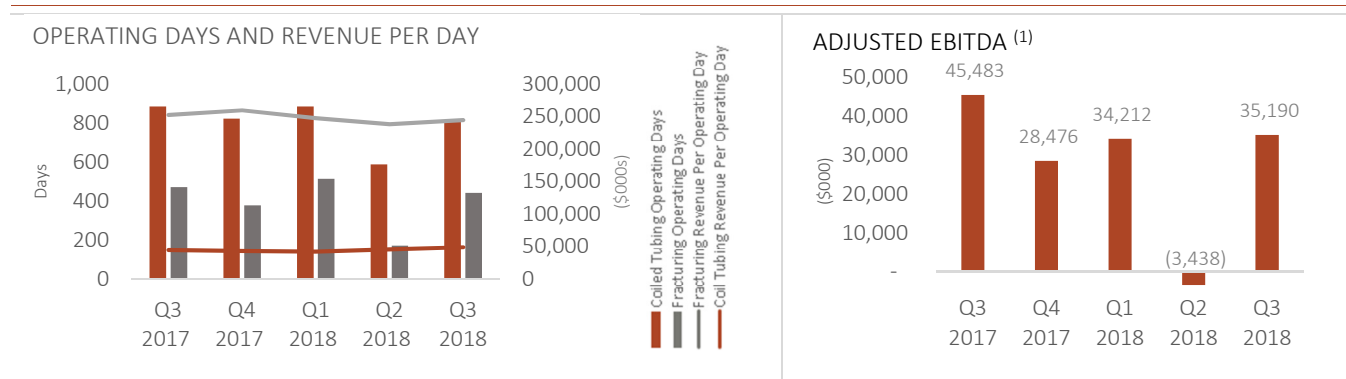 OPERATING DAYS AND REVENUE PER DAY
1,000
800
600
400
200
0
Days
300,000
250,000
200,000
150,000
100,000
50,000
0
($000s)
Q3 Q4 Q1 Q2 Q3
2017 2017 2018 2018 2018
Coiled Tubing Operating Days
Fracturing Operating Days
Fracturing Revenue Per Operating Day
Coil Tubing Revenue Per Operating Day
ADJUSTED EBITDA (1)
50,000
40,000
30,000
20,000
10,000
-
($000)
45,483
28,476
34,212
(3,438)
35,190
Q3 Q4 Q1 Q2 Q3
2017 2017 2018 2018 2018